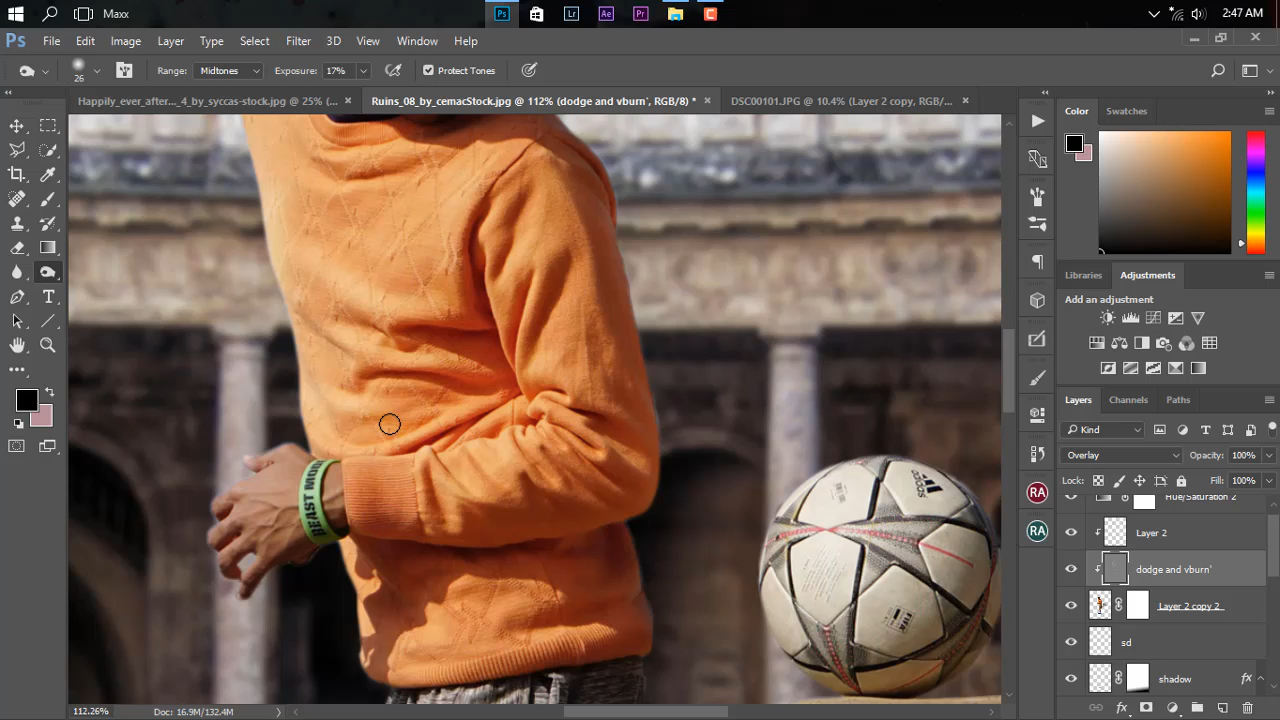 Maxx
2:47 AM
Ps File Edit Image Layer Type Select Filter 3D View Window Help
26 Range: Midtones Exposure: 17% Protect Tones
Happily_ever_after..._4_by_syccas-stock.jpg @ 25% (... × Ruins_08_by_cemacStock.jpg @ 112% (dodge and vburn', RGB/8) * × DSC00101.JPG @ 10.4% (Layer 2 copy, RGB/... ×
Color Swatches
Libraries Adjustments
Add an adjustment
Layers Channels Paths
Kind
Overlay Opacity: 100%
Lock: Fill: 100%
Hue/Saturation 2
Layer 2
dodge and vburn'
Layer 2 copy 2
sd
shadow fx
RA
RA
BEAST MODE
adidas
FIFA
112.26% Doc: 16.9M/132.4M